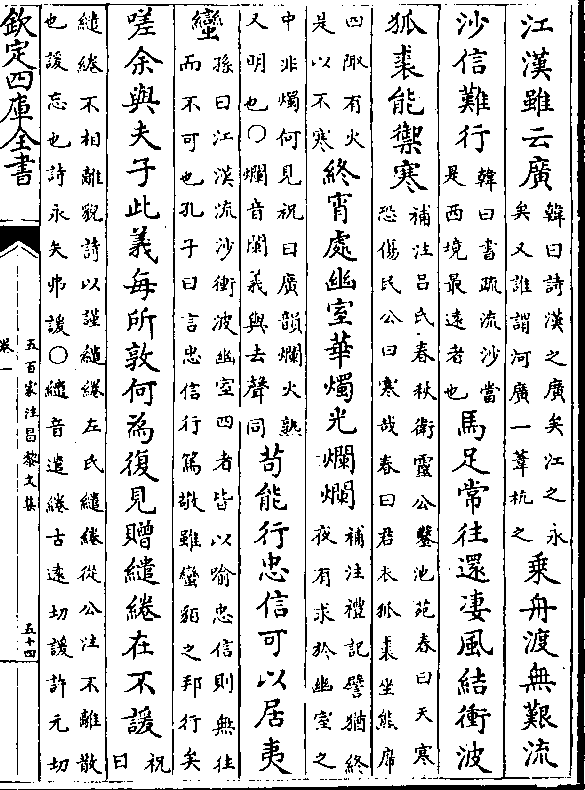 江漢雖云廣韓曰詩漢之廣矣江之永矣又誰謂河廣一葦杭之乘舟渡無艱流
沙信難行韓曰書疏流沙當是西境最遠者也馬足常往還淒風結衝波
狐裘能禦寒補注吕氏春秋衛靈公鑿池苑春曰天寒恐傷民公曰寒哉春曰君衣狐裘坐熊席
四陬有火是以不寒終宵處幽室華燭光爛爛補注禮記譬猶終夜有求於幽室之
中非燭何見祝曰廣韻爛火熟又明也○爛音闌義與去聲同苟能行忠信可以居夷
蠻孫曰江漢流沙衝波幽室四者皆以喻忠信則無往而不可也孔子曰言忠信行篤敬雖蠻貊之邦行矣
嗟余與夫子此義每所敦何為復見贈繾綣在不諼祝曰
繾綣不相離貌詩以謹繾綣左氏繾綣從公注不離散也諼忘也詩永矢弗諼○繾音遣綣古遠切諼許元切
欽定四庫全書
五百家注昌黎文集
卷一
五十四